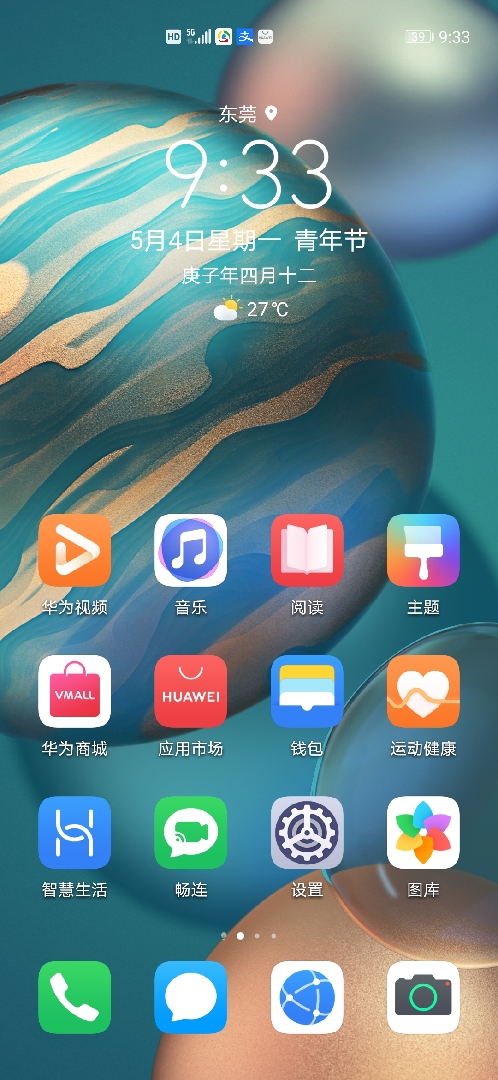 HD 5G HUAWEI 39 9:33
东莞
9:33
5月4日星期一 青年节
庚子年四月十二
27℃
华为视频 音乐 阅读 主题
VMALL HUAWEI
华为商城 应用市场 钱包 运动健康
智慧生活 畅连 设置 图库